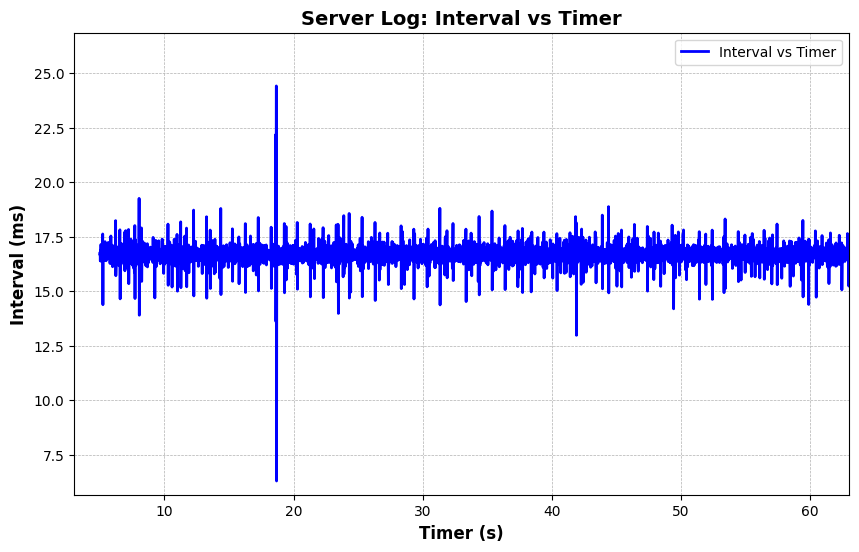 Server Log: Interval vs Timer
Interval vs Timer
25.0
22.5
20.0
17.5
15.0
12.5
10.0
7.5
Interval (ms)
10 20 30 40 50 60
Timer (s)